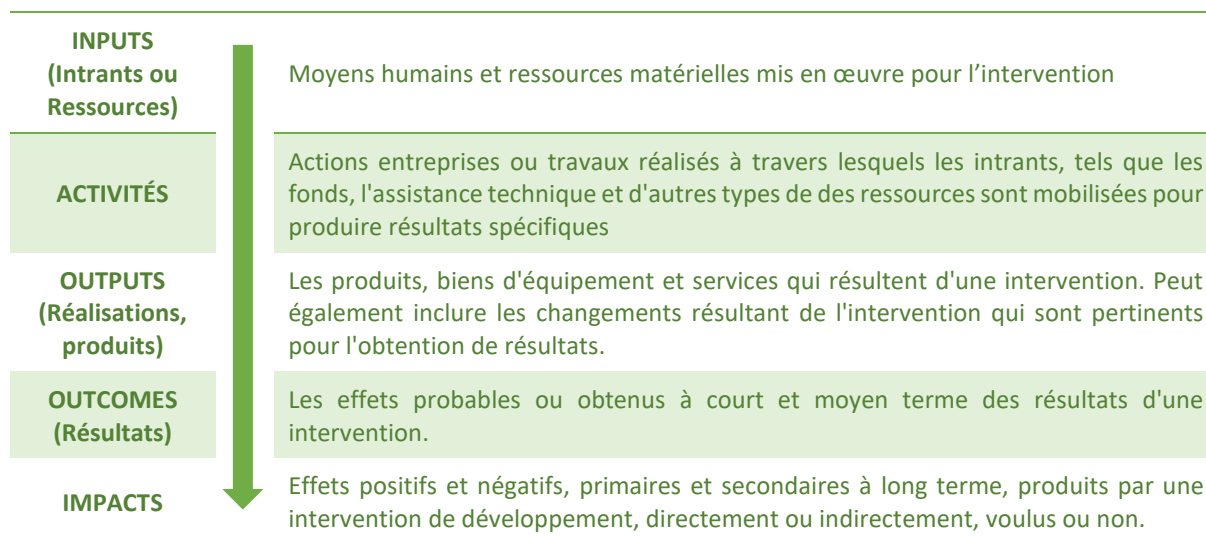 INPUTS
(Intrants ou
Ressources)
Moyens humains et ressources matérielles mis en œuvre pour l’intervention
ACTIVITÉS
Actions entreprises ou travaux réalisés à travers lesquels les intrants, tels que les
fonds, l'assistance technique et d'autres types de des ressources sont mobilisées pour
produire résultats spécifiques
OUTPUTS
(Réalisations,
produits)
Les produits, biens d'équipement et services qui résultent d'une intervention. Peut
également inclure les changements résultant de l'intervention qui sont pertinents
pour l'obtention de résultats.
OUTCOMES
(Résultats)
Les effets probables ou obtenus à court et moyen terme des résultats d'une
intervention.
IMPACTS
Effets positifs et négatifs, primaires et secondaires à long terme, produits par une
intervention de développement, directement ou indirectement, voulus ou non.